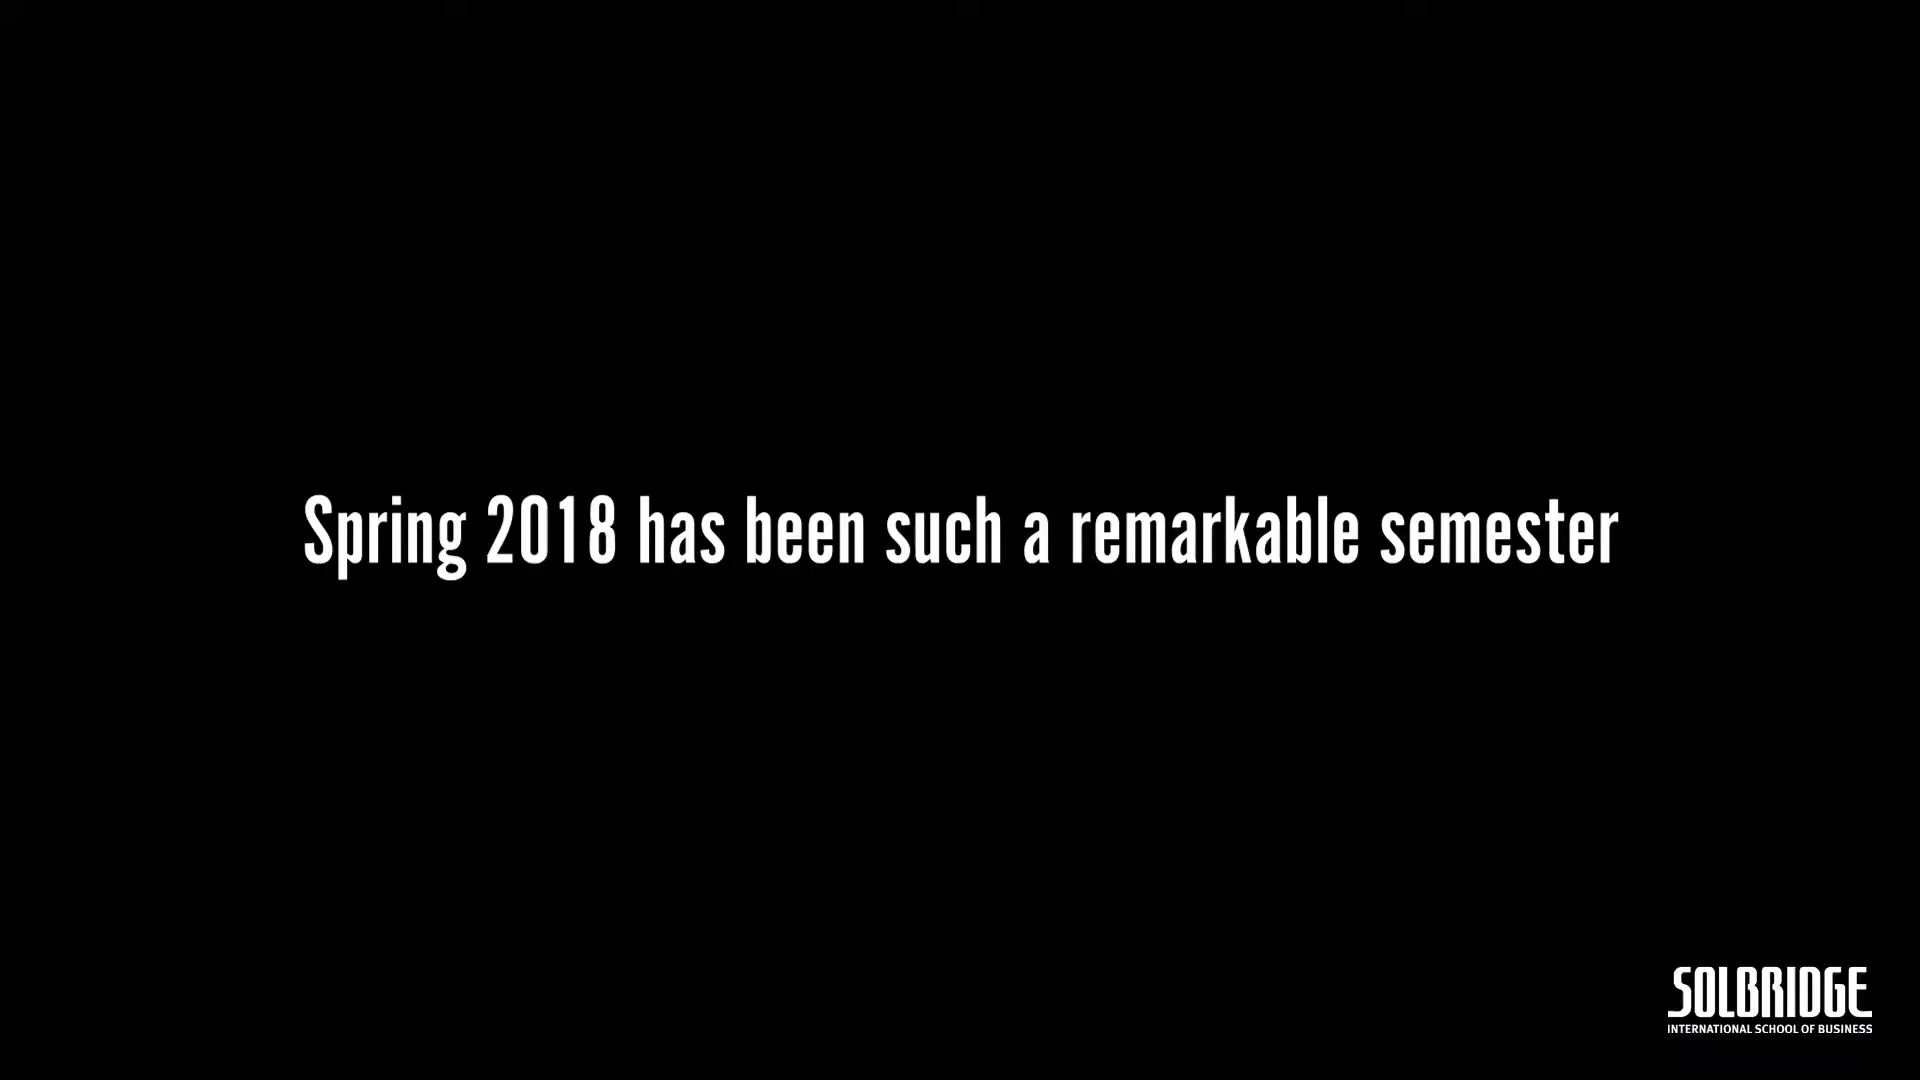 Spring 2018 has been such a remarkable semester
SOLBRIDGE
INTERNATIONAL SCHOOL OF BUSINESS